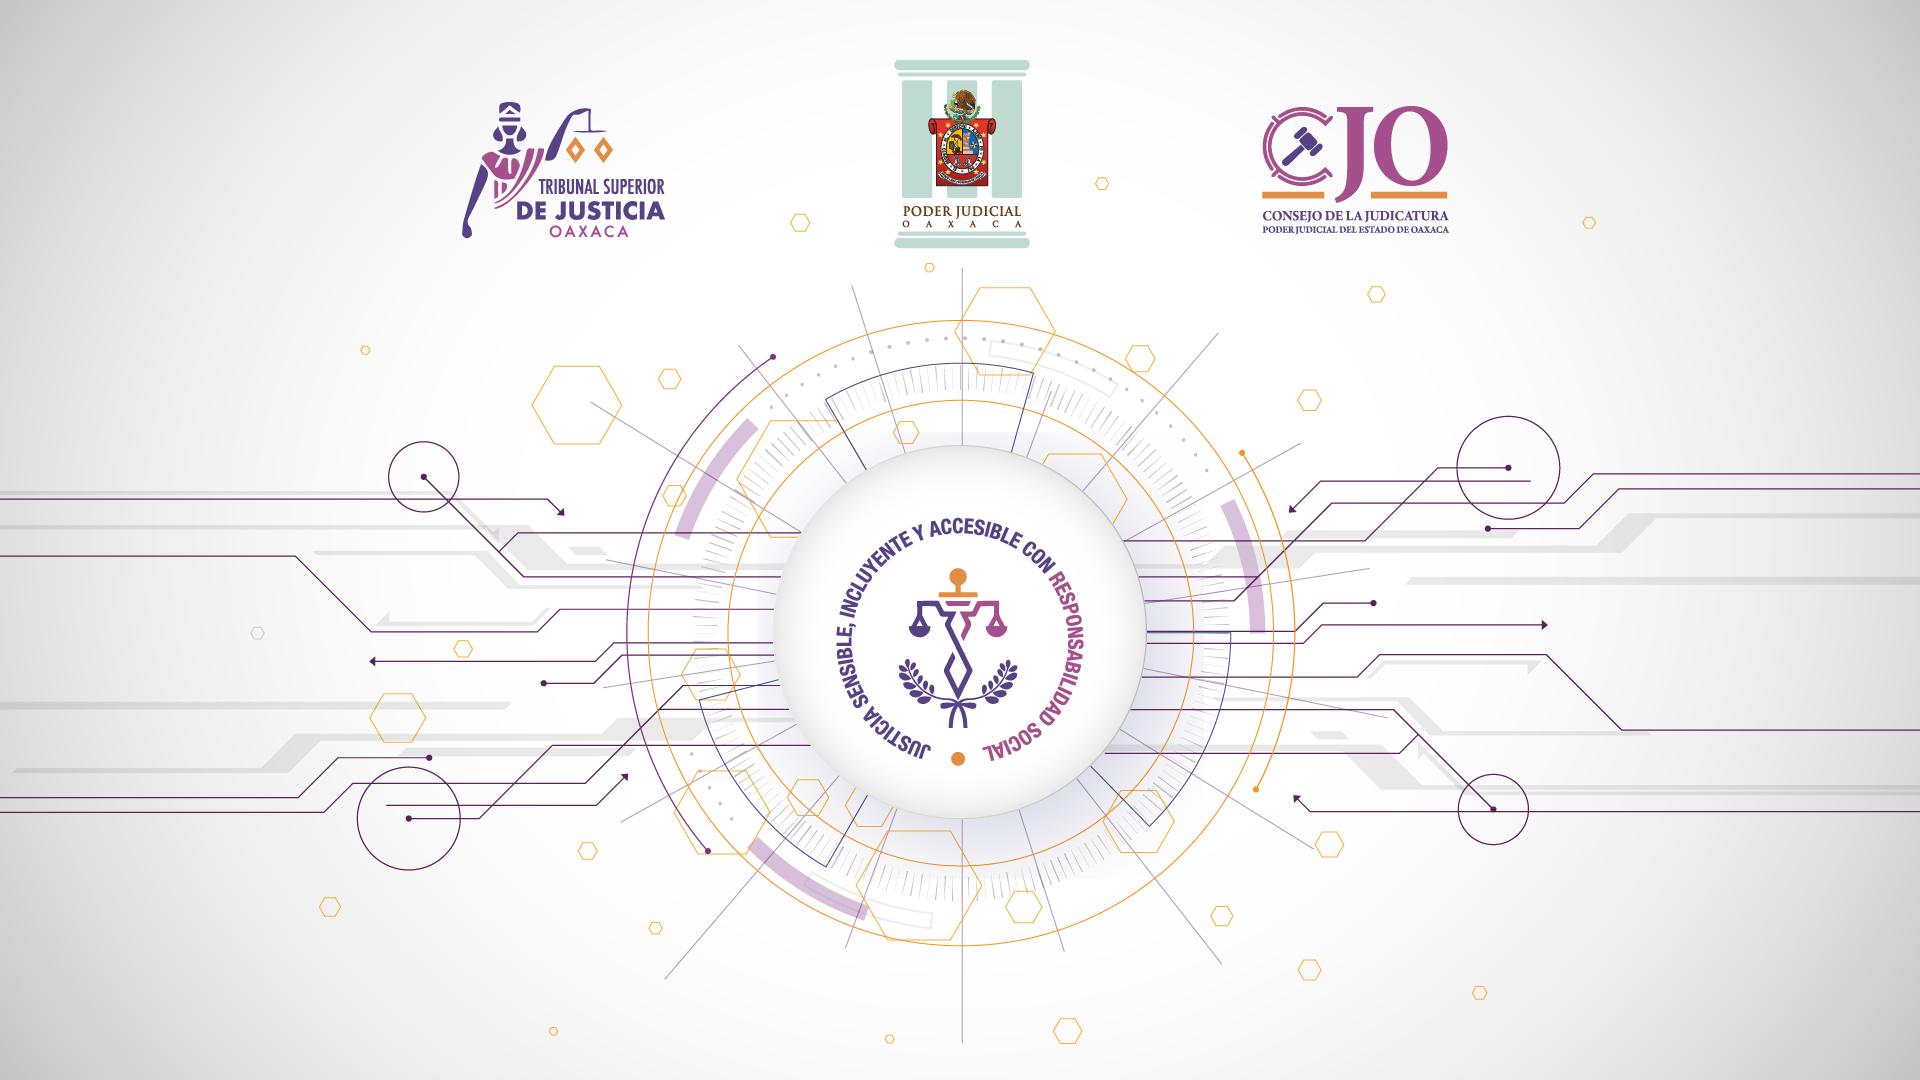 TRIBUNAL SUPERIOR
DE JUSTICIA
OAXACA
PODER JUDICIAL
OAXACA
CJO
CONSEJO DE LA JUDICATURA
PODER JUDICIAL DEL ESTADO DE OAXACA
JUSTICIA SENSIBLE, INCLUYENTE Y ACCESIBLE CON RESPONSABILIDAD SOCIAL